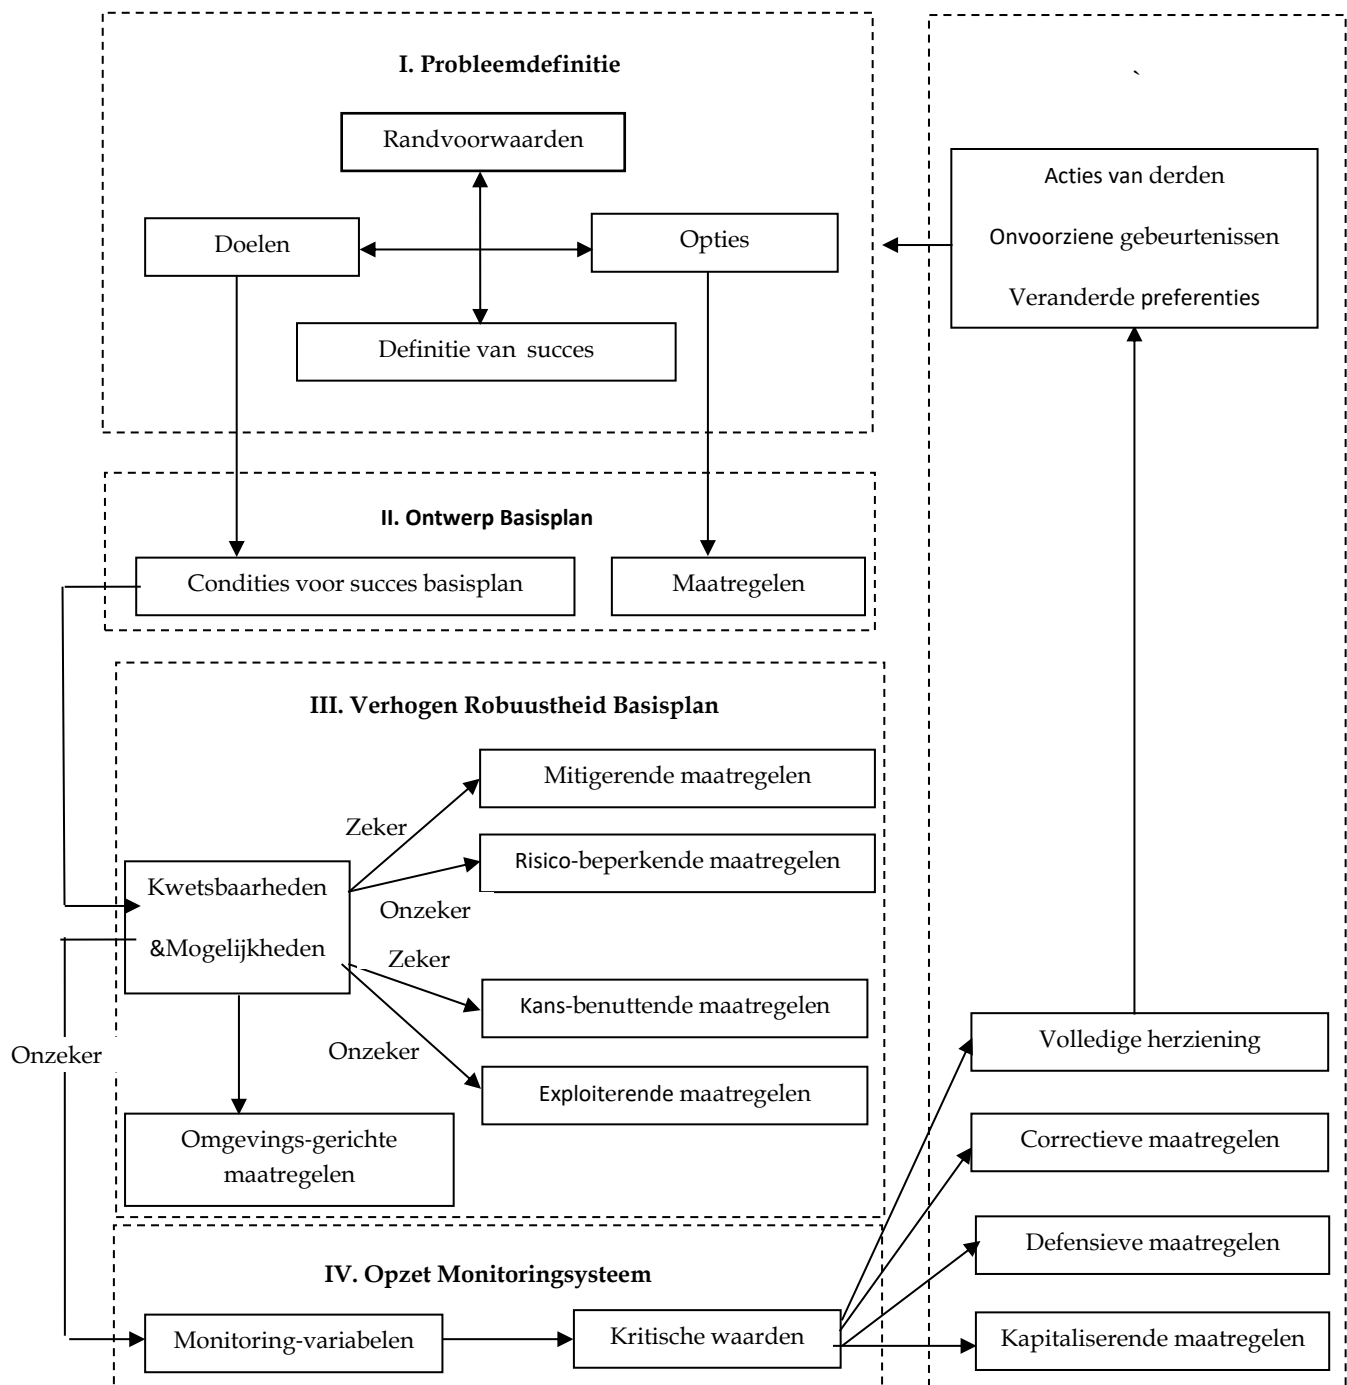 I. Probleemdefinitie
Randvoorwaarden
Doelen
Opties
Definitie van succes
II. Ontwerp Basisplan
Condities voor succes basisplan
Maatregelen
III. Verhogen Robuustheid Basisplan
Mitigerende maatregelen
Zeker
Risico-beperkende maatregelen
Kwetsbaarheden
&Mogelijkheden
Onzeker
Zeker
Kans-benuttende maatregelen
Onzeker
Onzeker
Exploiterende maatregelen
Omgevings-gerichte
maatregelen
IV. Opzet Monitoringsysteem
Monitoring-variabelen
Kritische waarden
`
Acties van derden
Onvoorziene gebeurtenissen
Veranderde preferenties
Volledige herziening
Correctieve maatregelen
Defensieve maatregelen
Kapitaliserende maatregelen